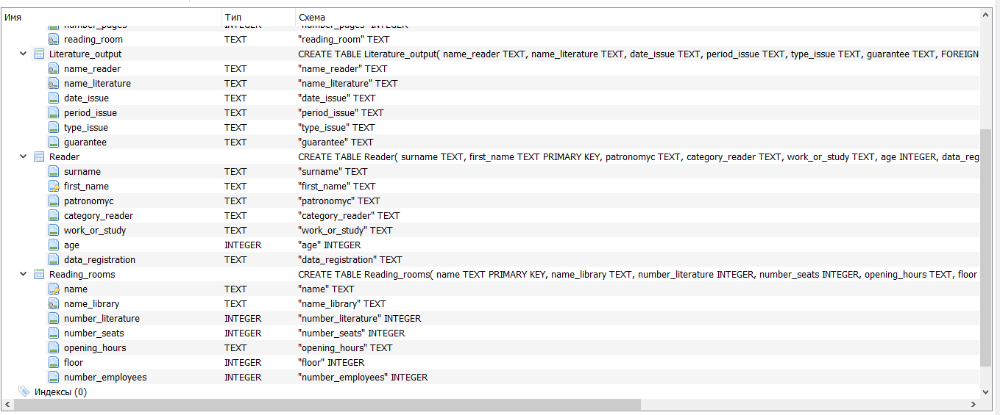 Имя Тип Схема
number_pages INTEGER "number_pages" INTEGER
reading_room TEXT "reading_room" TEXT
Literature_output CREATE TABLE Literature_output( name_reader TEXT, name_literature TEXT, date_issue TEXT, period_issue TEXT, type_issue TEXT, guarantee TEXT, FOREIGN
name_reader TEXT "name_reader" TEXT
name_literature TEXT "name_literature" TEXT
date_issue TEXT "date_issue" TEXT
period_issue TEXT "period_issue" TEXT
type_issue TEXT "type_issue" TEXT
guarantee TEXT "guarantee" TEXT
Reader CREATE TABLE Reader( surname TEXT, first_name TEXT PRIMARY KEY, patronomyc TEXT, category_reader TEXT, work_or_study TEXT, age INTEGER, data_reg
surname TEXT "surname" TEXT
first_name TEXT "first_name" TEXT
patronomyc TEXT "patronomyc" TEXT
category_reader TEXT "category_reader" TEXT
work_or_study TEXT "work_or_study" TEXT
age INTEGER "age" INTEGER
data_registration TEXT "data_registration" TEXT
Reading_rooms CREATE TABLE Reading_rooms( name TEXT PRIMARY KEY, name_library TEXT, number_literature INTEGER, number_seats INTEGER, opening_hours TEXT, floor
name TEXT "name" TEXT
name_library TEXT "name_library" TEXT
number_literature INTEGER "number_literature" INTEGER
number_seats INTEGER "number_seats" INTEGER
opening_hours TEXT "opening_hours" TEXT
floor INTEGER "floor" INTEGER
number_employees INTEGER "number_employees" INTEGER
Индексы (0)